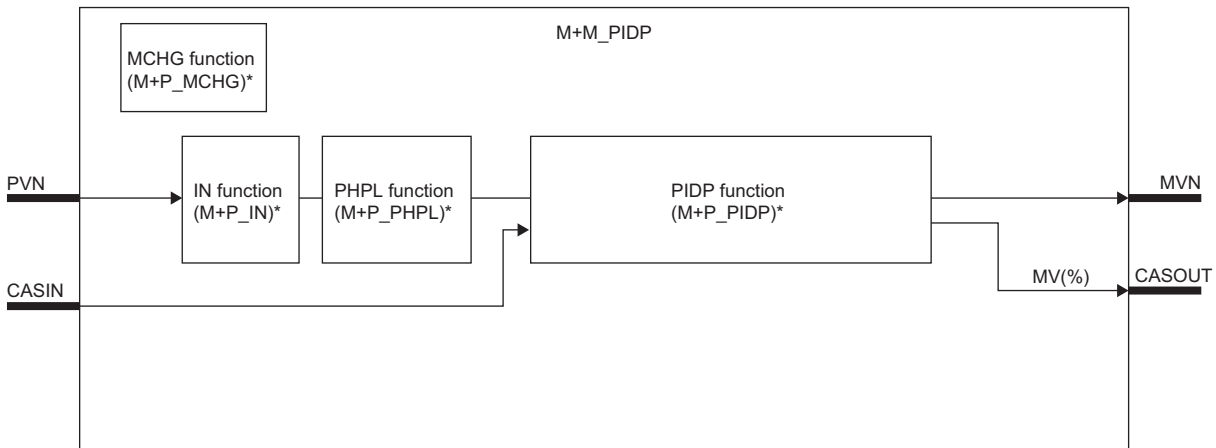 M+M_PIDP
MCHG function
(M+P_MCHG)*
PVN
IN function
(M+P_IN)*
PHPL function
(M+P_PHPL)*
PIDP function
(M+P_PIDP)*
MVN
CASIN
MV(%)
CASOUT